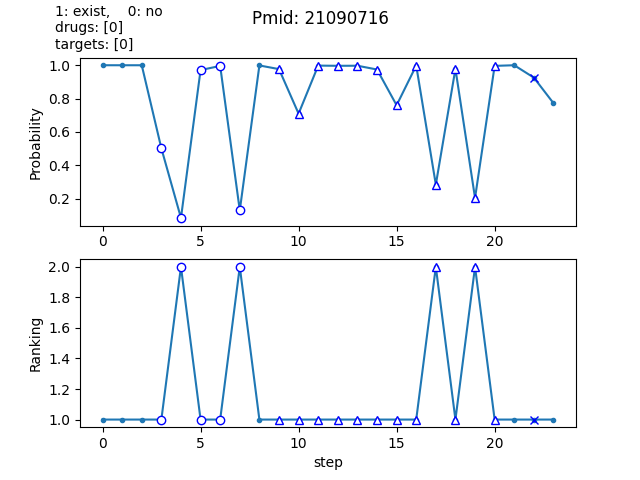 1: exist,    0: no
drugs: [0]
targets: [0]
Pmid: 21090716
Probability
1.0
0.8
0.6
0.4
0.2
0 5 10 15 20
Ranking
2.0
1.8
1.6
1.4
1.2
1.0
0 5 10 15 20
step